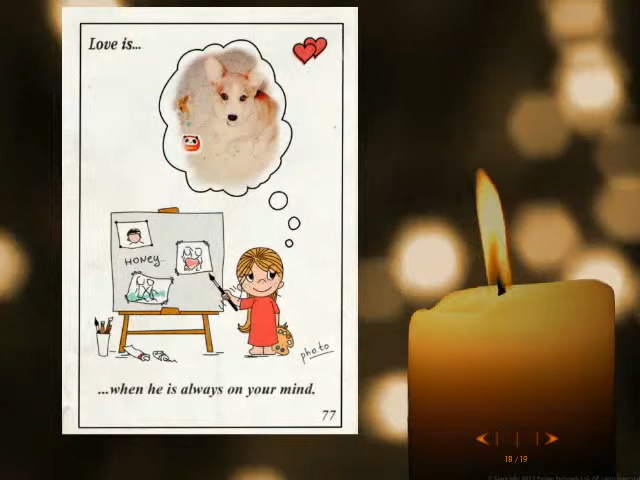 Love is...
HONEY...
photo
...when he is always on your mind.
77
18 / 19